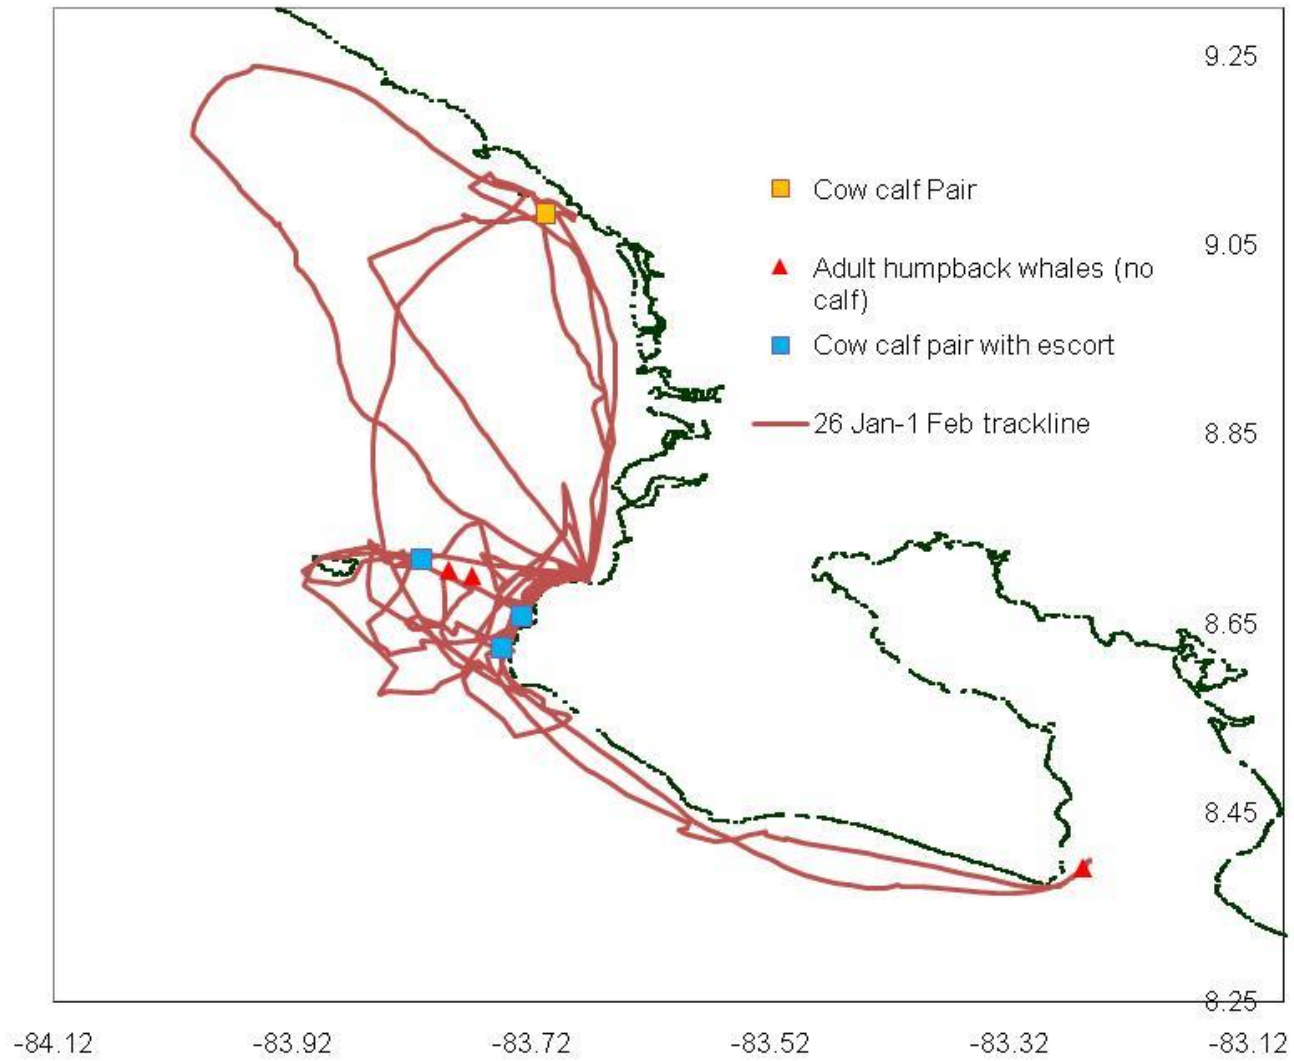 9.25
Cow calf Pair
9.05
Adult humpback whales (no
calf)
Cow calf pair with escort
8.85
26 Jan-1 Feb trackline
8.65
8.45
8.25
-84.12 -83.92 -83.72 -83.52 -83.32 -83.12